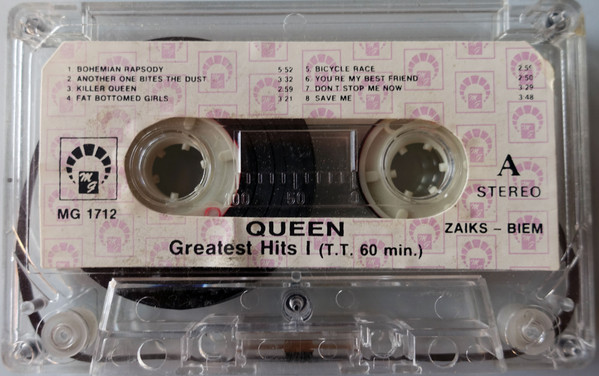 1. BOHEMIAN RAPSODY 5:52
2. ANOTHER ONE BITES THE DUST 3:32
3. KILLER QUEEN 2:59
4. FAT BOTTOMED GIRLS 3:21
5. BICYCLE RACE
6. YOU'RE MY BEST FRIEND 2:50
7. DON'T STOP ME NOW 3:29
8. SAVE ME 3:48
MG
MG 1712
100 50 0
A
STEREO
QUEEN
Greatest Hits I (T.T. 60 min.)
ZAIKS – BIEM